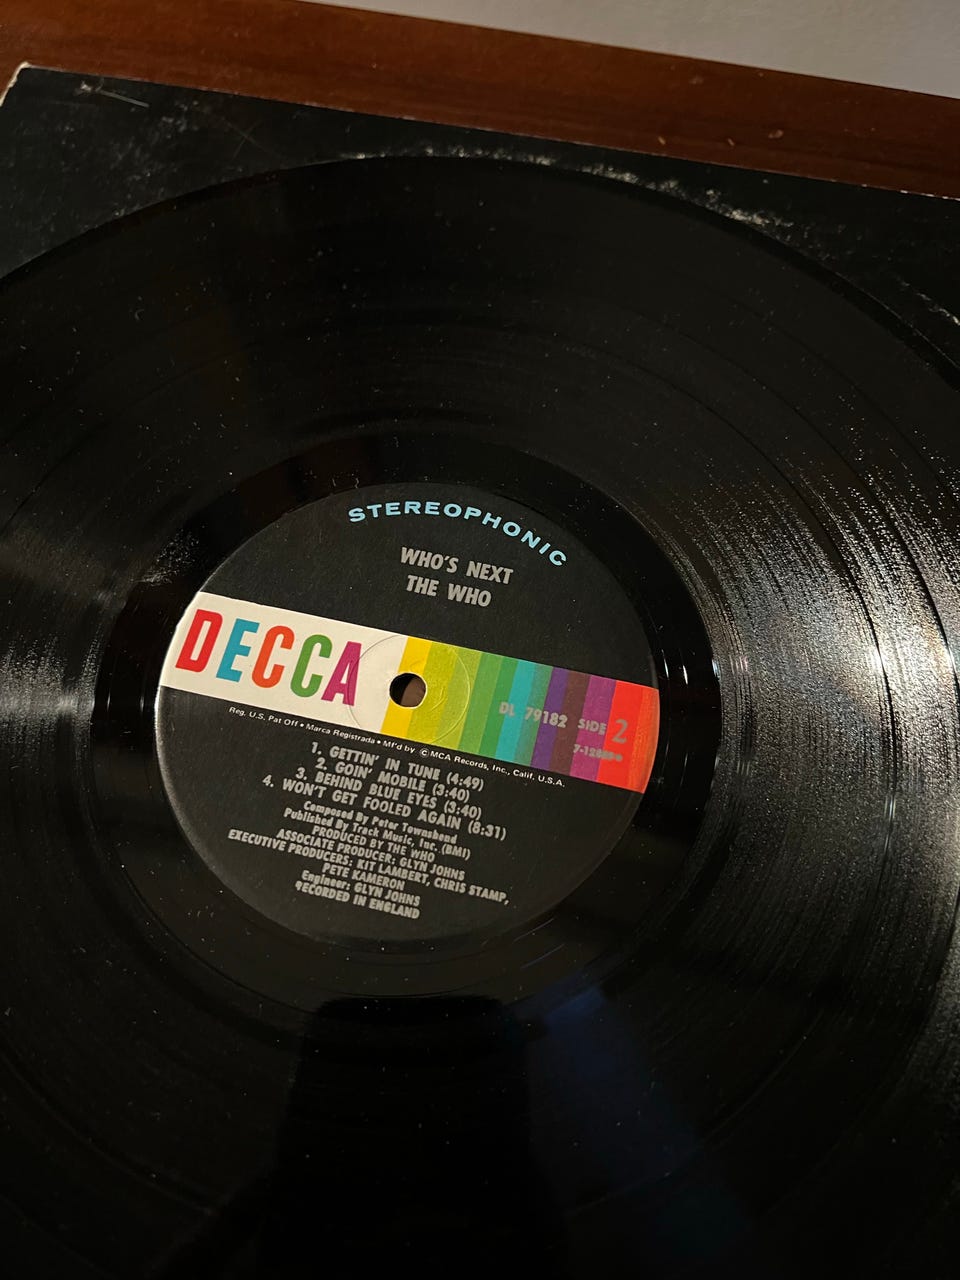 STEREOPHONIC
WHO'S NEXT
THE WHO
DECCA
DL 79182 SIDE 2
Reg. U.S. Pat Off • Marca Registrada • Mf'd by ©MCA Records, Inc., Calif. U.S.A.
1. GETTIN' IN TUNE (4:49)
2. GOIN' MOBILE (3:40)
3. BEHIND BLUE EYES (3:40)
4. WON'T GET FOOLED AGAIN (8:31)
Composed By Peter Townshend
Published By Track Music, Inc. (BMI)
PRODUCED BY THE WHO
ASSOCIATE PRODUCER: GLYN JOHNS
EXECUTIVE PRODUCERS: KIT LAMBERT, CHRIS STAMP,
PETE KAMERON
Engineer: GLYN JOHNS
RECORDED IN ENGLAND